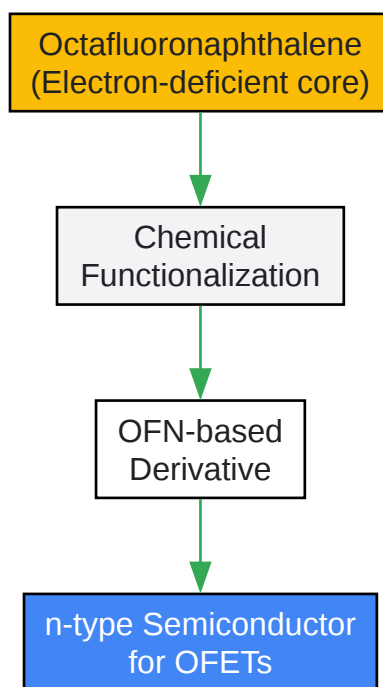 Octafluoronaphthalene
(Electron-deficient core)
Chemical
Functionalization
OFN-based
Derivative
n-type Semiconductor
for OFETs